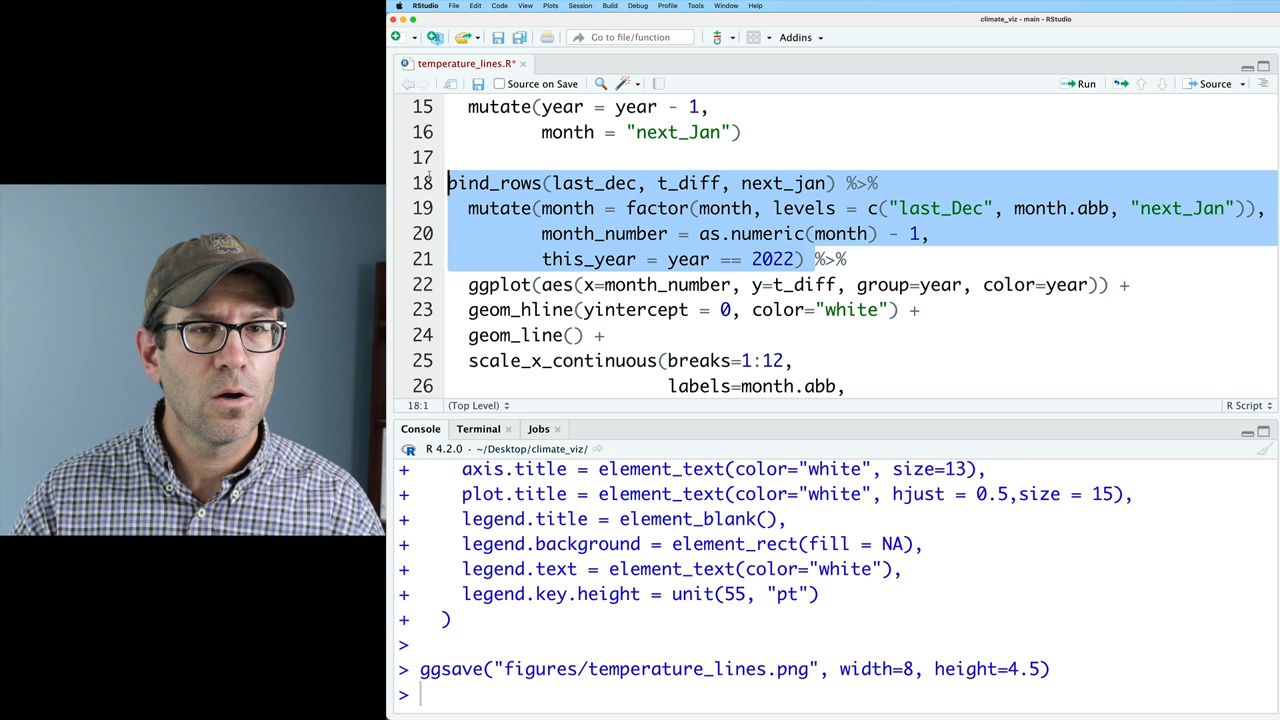 RStudio File Edit Code View Plots Session Build Debug Profile Tools Window Help
climate_viz - main - RStudio
Go to file/function Addins
temperature_lines.R*
Source on Save Run Source
15 mutate(year = year - 1,
16 month = "next_Jan")
17
18 bind_rows(last_dec, t_diff, next_jan) %>%
19 mutate(month = factor(month, levels = c("last_Dec", month.abb, "next_Jan")),
20 month_number = as.numeric(month) - 1,
21 this_year = year == 2022) %>%
22 ggplot(aes(x=month_number, y=t_diff, group=year, color=year)) +
23 geom_hline(yintercept = 0, color="white") +
24 geom_line() +
25 scale_x_continuous(breaks=1:12,
26 labels=month.abb,
18:1 (Top Level) R Script
Console Terminal Jobs
R 4.2.0 · ~/Desktop/climate_viz/
+ axis.title = element_text(color="white", size=13),
+ plot.title = element_text(color="white", hjust = 0.5,size = 15),
+ legend.title = element_blank(),
+ legend.background = element_rect(fill = NA),
+ legend.text = element_text(color="white"),
+ legend.key.height = unit(55, "pt")
+ )
>
> ggsave("figures/temperature_lines.png", width=8, height=4.5)
>